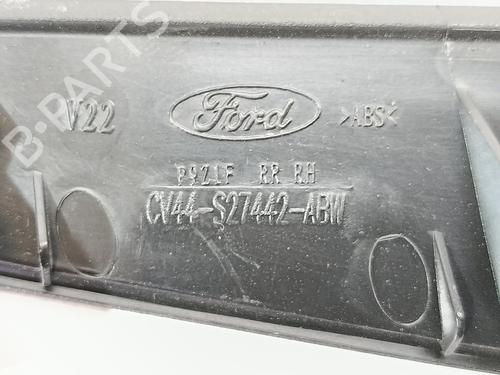 B-PARTS
V22
Ford
>ABS<
P921F RR RH
CV44-S27442-ABW